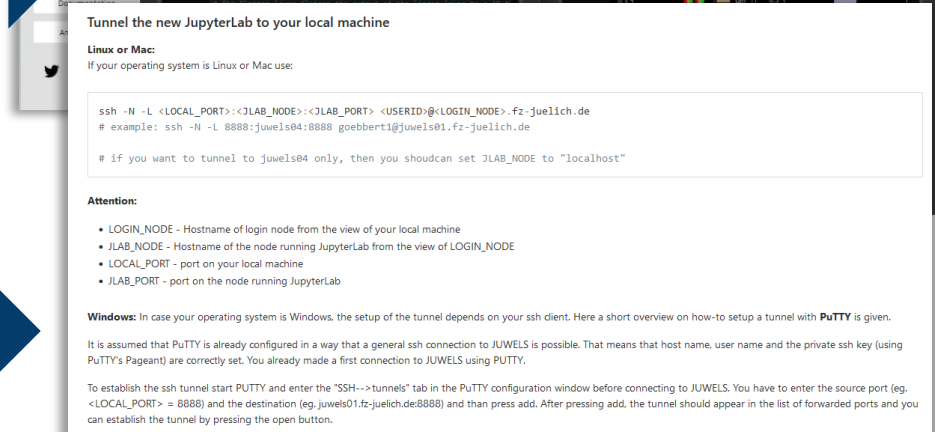 Documentation
Tunnel the new JupyterLab to your local machine
Linux or Mac:
If your operating system is Linux or Mac use:
ssh -N -L <LOCAL_PORT>:<JLAB_NODE>:<JLAB_PORT> <USERID>@<LOGIN_NODE>.fz-juelich.de
# example: ssh -N -L 8888:juwels04:8888 goebbert1@juwels01.fz-juelich.de
# if you want to tunnel to juwels04 only, then you shoudcan set JLAB_NODE to "localhost"
Attention:
• LOGIN_NODE - Hostname of login node from the view of your local machine
• JLAB_NODE - Hostname of the node running JupyterLab from the view of LOGIN_NODE
• LOCAL_PORT - port on your local machine
• JLAB_PORT - port on the node running JupyterLab
Windows: In case your operating system is Windows, the setup of the tunnel depends on your ssh client. Here a short overview on how-to setup a tunnel with PuTTY is given.
It is assumed that PuTTY is already configured in a way that a general ssh connection to JUWELS is possible. That means that host name, user name and the private ssh key (using
PuTTY's Pageant) are correctly set. You already made a first connection to JUWELS using PUTTY.
To establish the ssh tunnel start PUTTY and enter the "SSH-->tunnels" tab in the PuTTY configuration window before connecting to JUWELS. You have to enter the source port (eg.
<LOCAL_PORT> = 8888) and the destination (eg. juwels01.fz-juelich.de:8888) and than press add. After pressing add, the tunnel should appear in the list of forwarded ports and you
can establish the tunnel by pressing the open button.